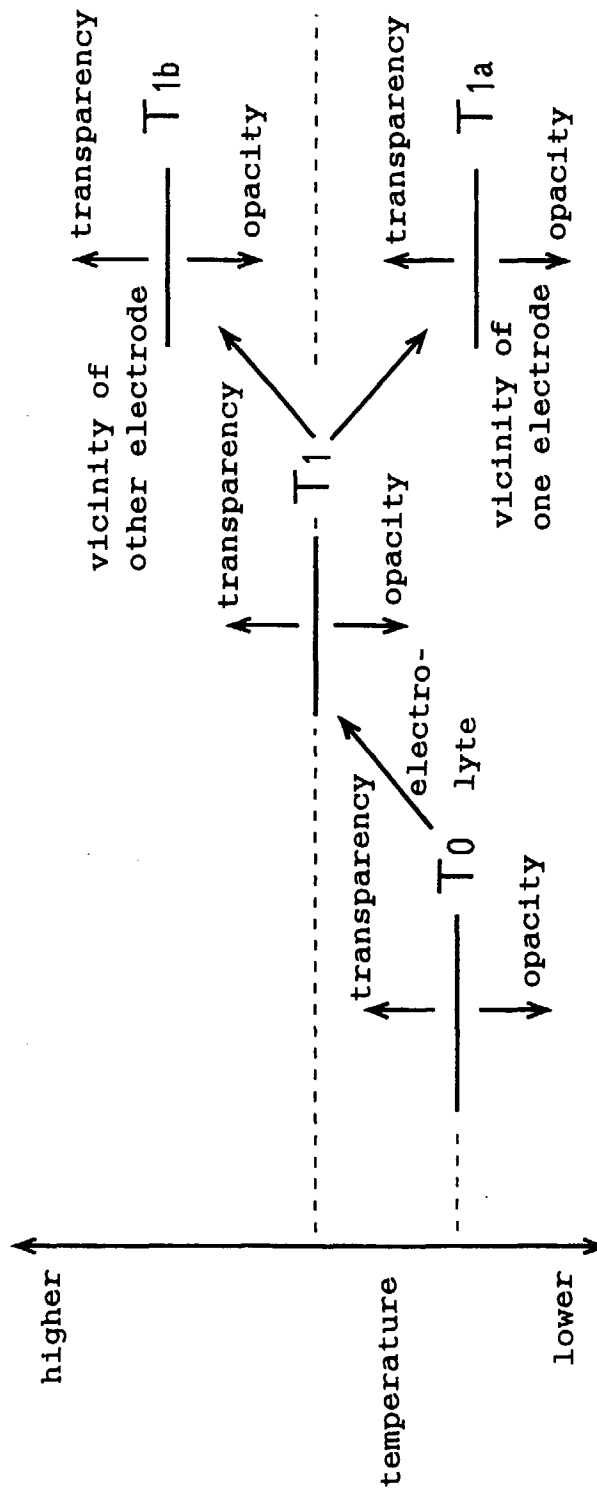 higher
temperature
lower
transparency
T0
opacity
electro-
lyte
transparency
T1
opacity
vicinity of
other electrode
transparency
T1b
opacity
vicinity of
one electrode
transparency
T1a
opacity